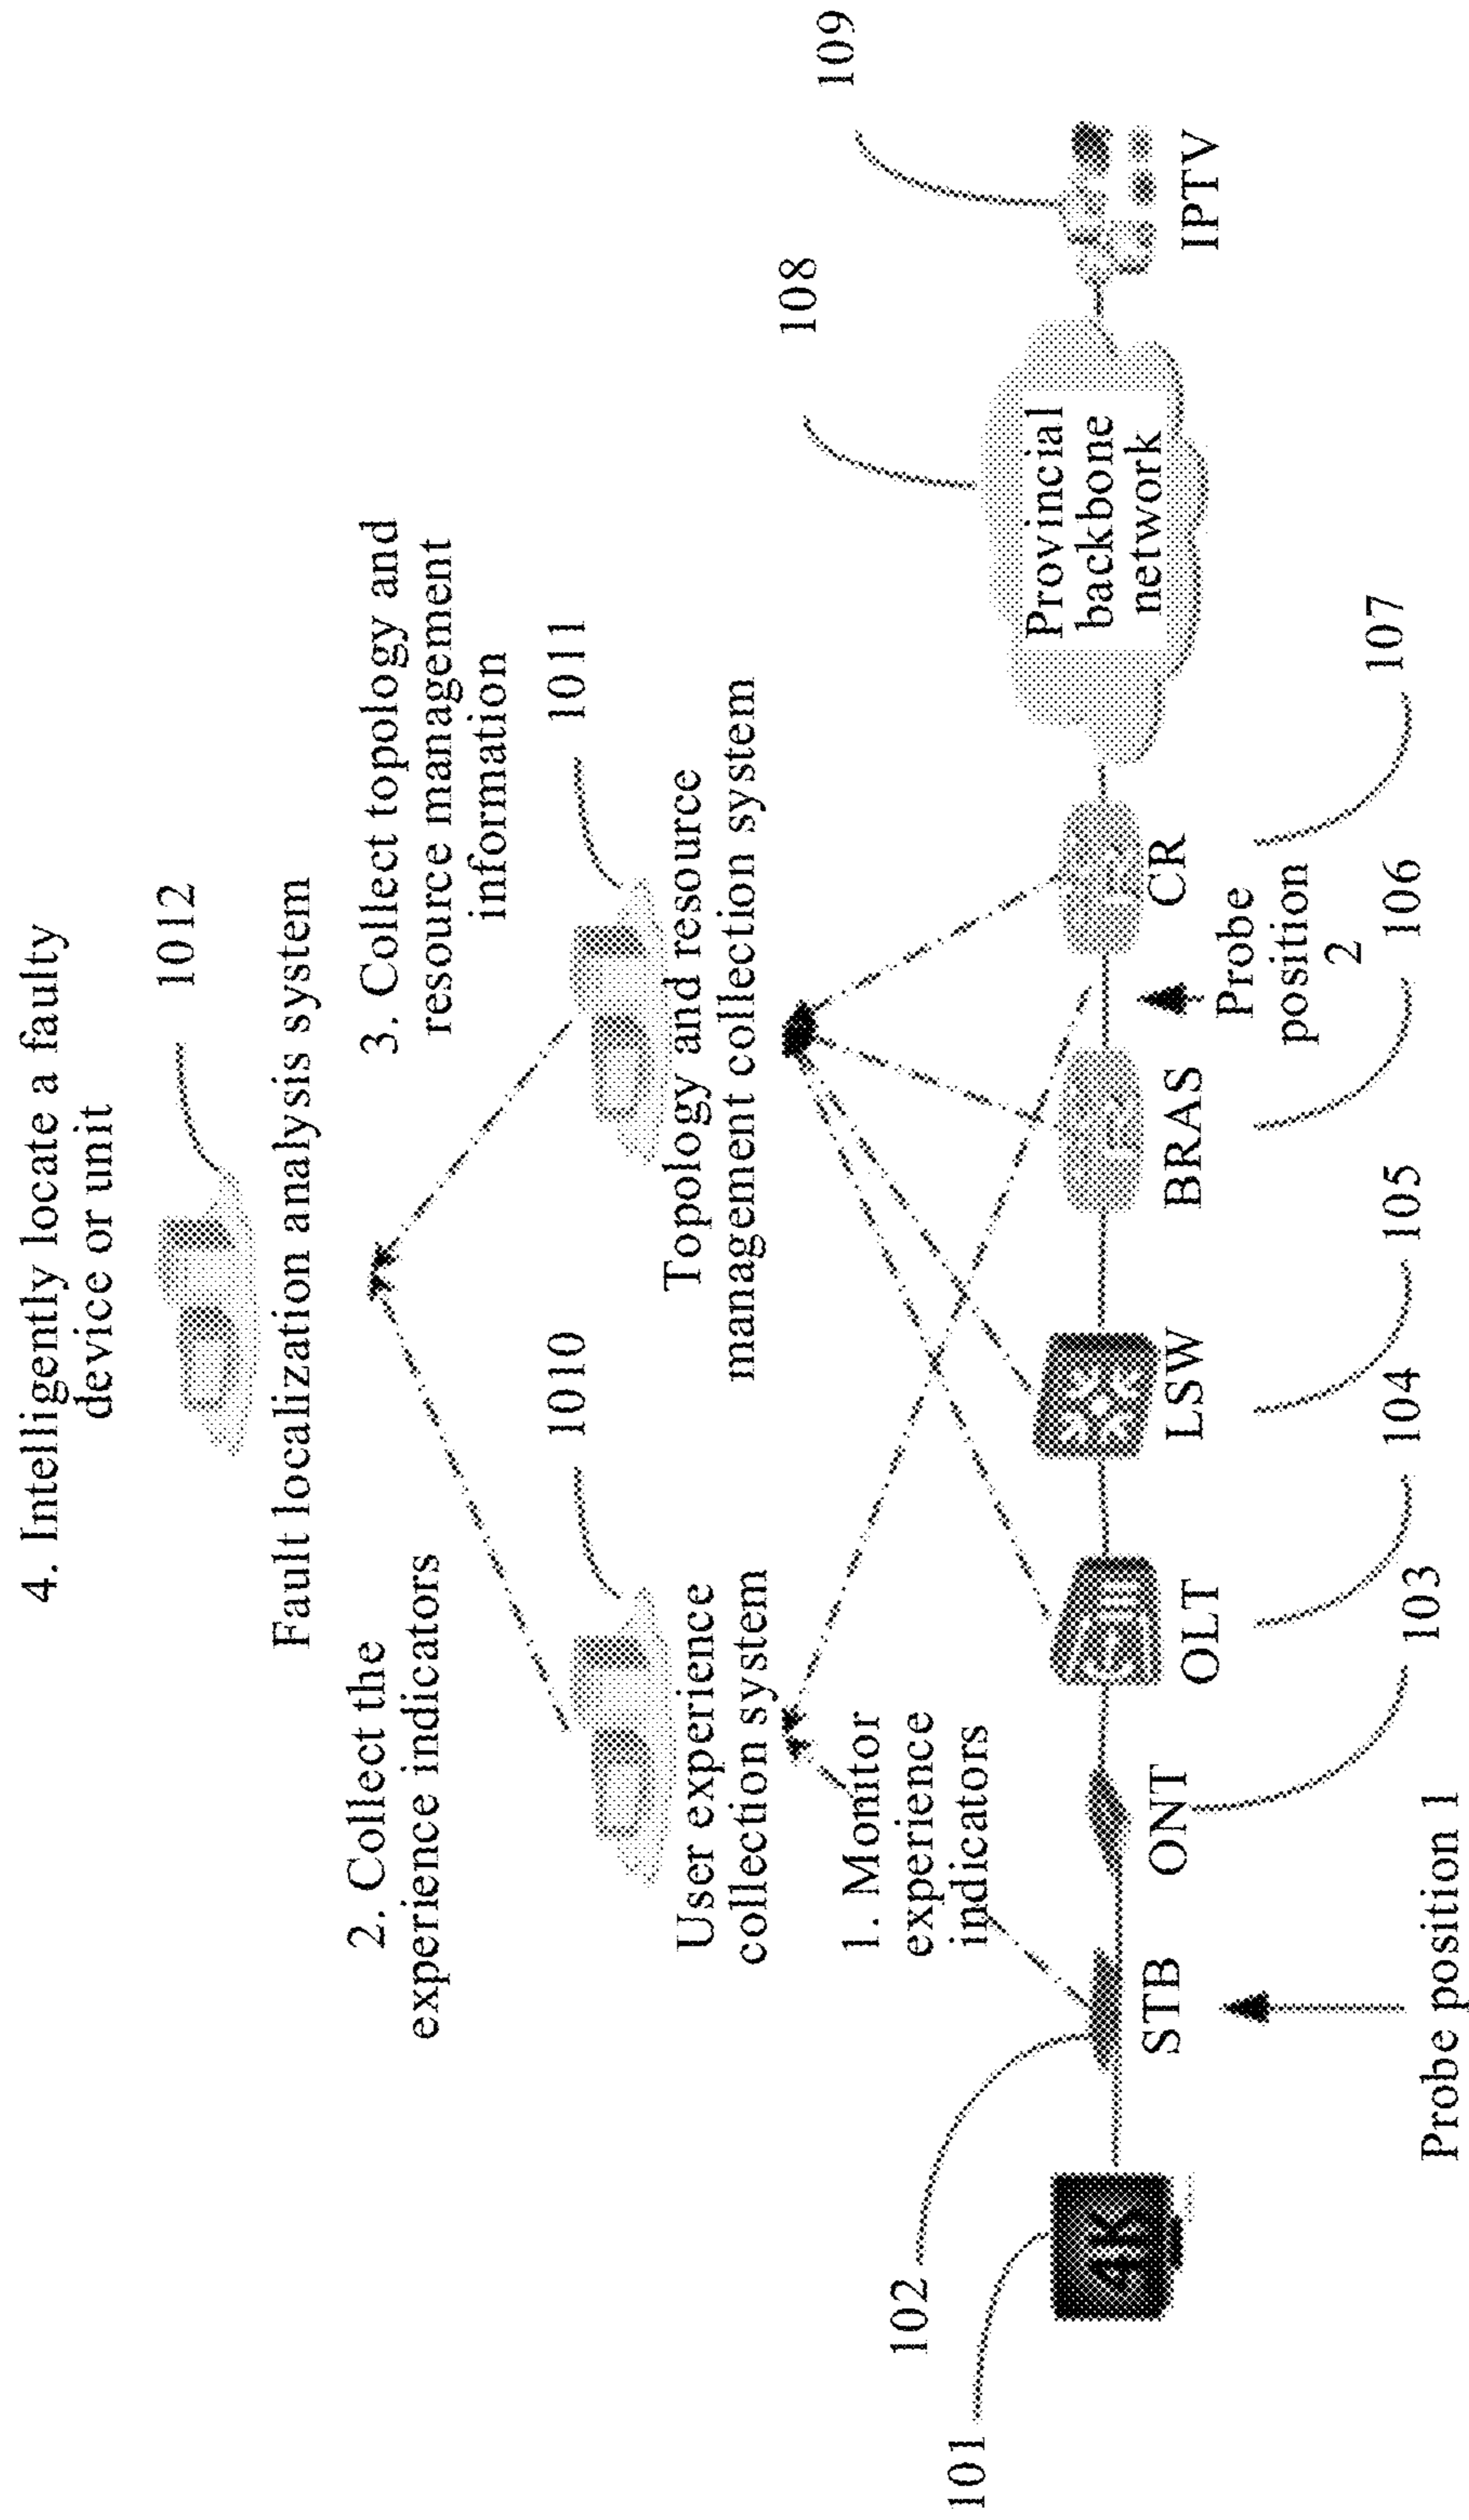 4. Intelligently locate a faulty
device or unit
1012
Fault localization analysis system
2. Collect the
experience indicators
3. Collect topology and
resource management
information
1010
1011
User experience
collection system
Topology and resource
management collection system
1. Monitor
experience
indicators
108
109
102
101
4K
STB
ONT
OLT
LSW
BRAS
CR
Provincial
backbone
network
IPTV
Probe
position
2
Probe position 1
103
104
105
106
107